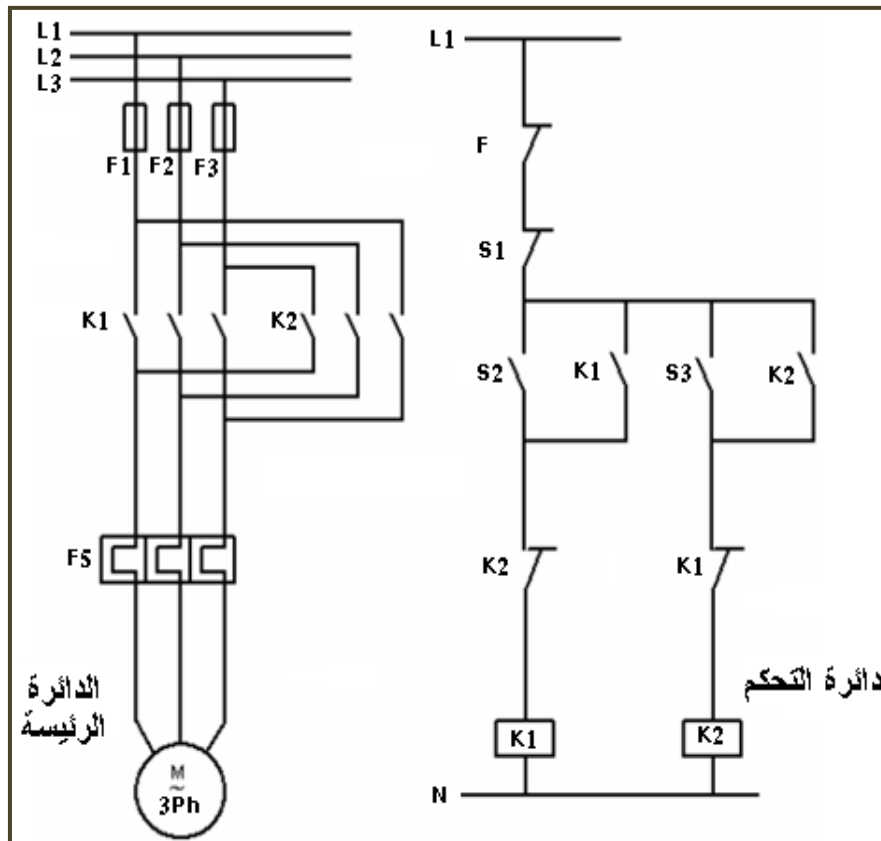 L1
L2
L3
F1 F2 F3
K1 K2
F5
M
~
3Ph
الدائرة
الرئيسة
L1
F
S1
S2 K1 S3 K2
K2 K1
دائرة التحكم
K1 K2
N